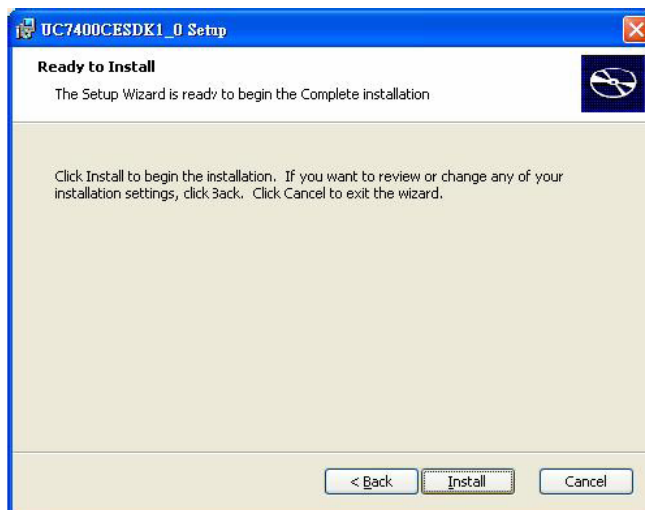 UC7400CESDK1_0 Setup
Ready to Install
The Setup Wizard is ready to begin the Complete installation
Click Install to begin the installation. If you want to review or change any of your
installation settings, click Back. Click Cancel to exit the wizard.
< Back Install Cancel